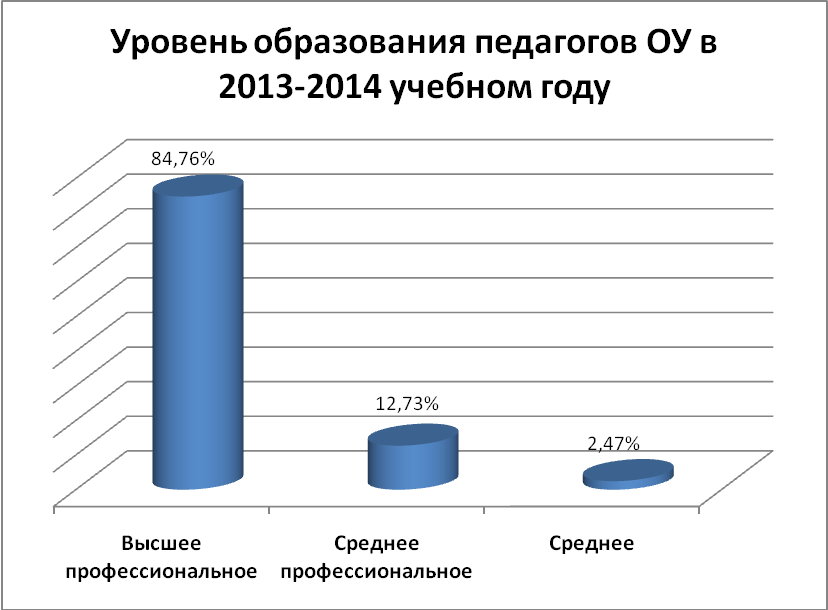 Уровень образования педагогов ОУ в
2013-2014 учебном году
84,76%
12,73%
2,47%
Высшее
профессиональное
Среднее
профессиональное
Среднее